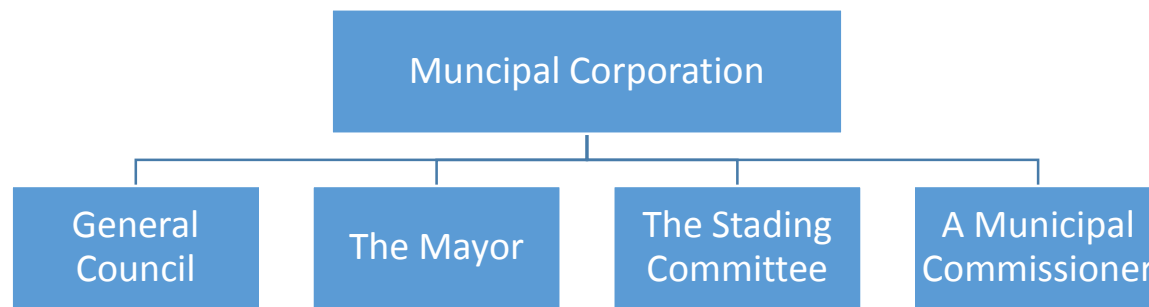 Muncipal Corporation
General
Council
The Mayor
The Stading
Committee
A Municipal
Commissioner